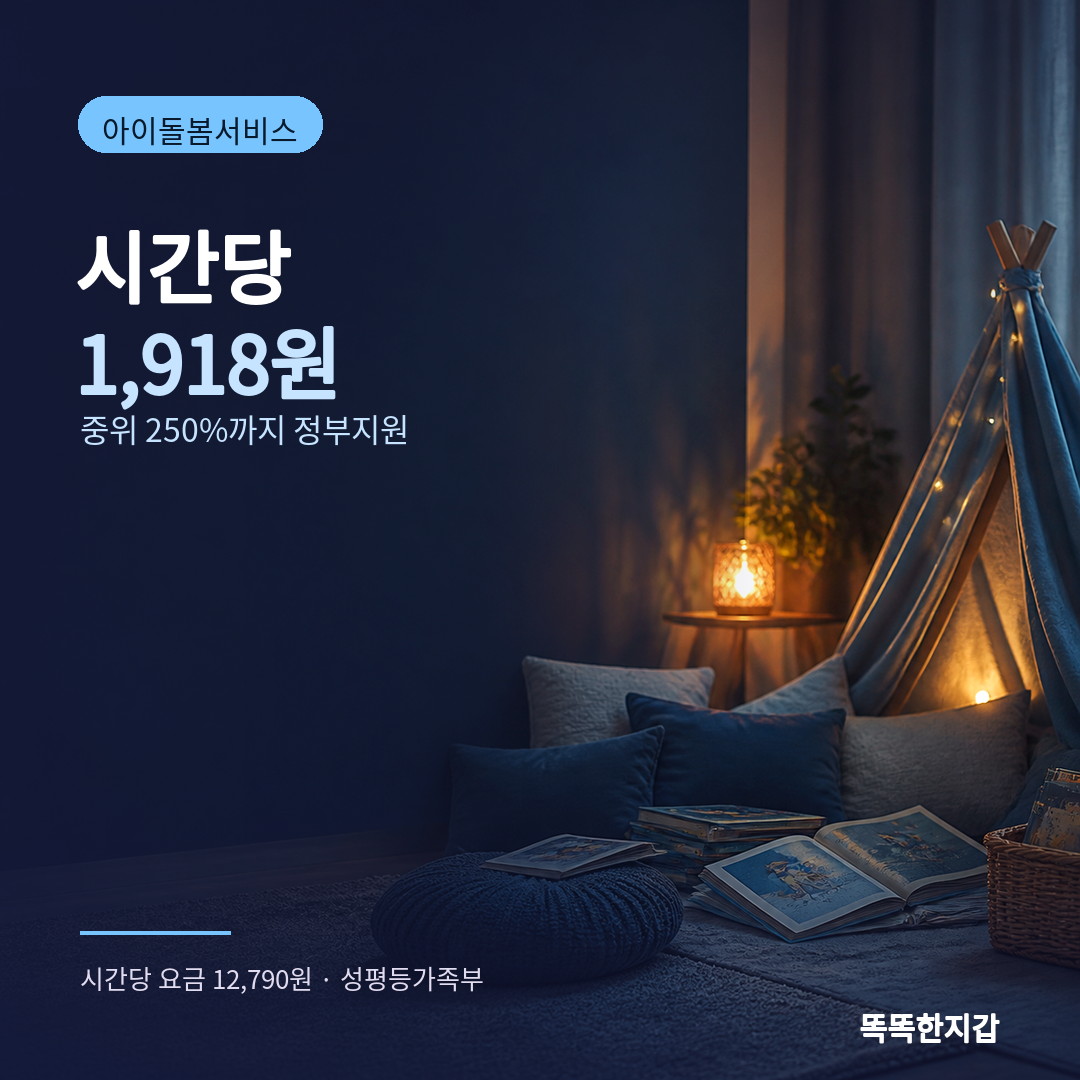 아이돌봄서비스
시간당
1,918원
중위 250%까지 정부지원
시간당 요금 12,790원 · 성평등가족부
똑똑한지갑